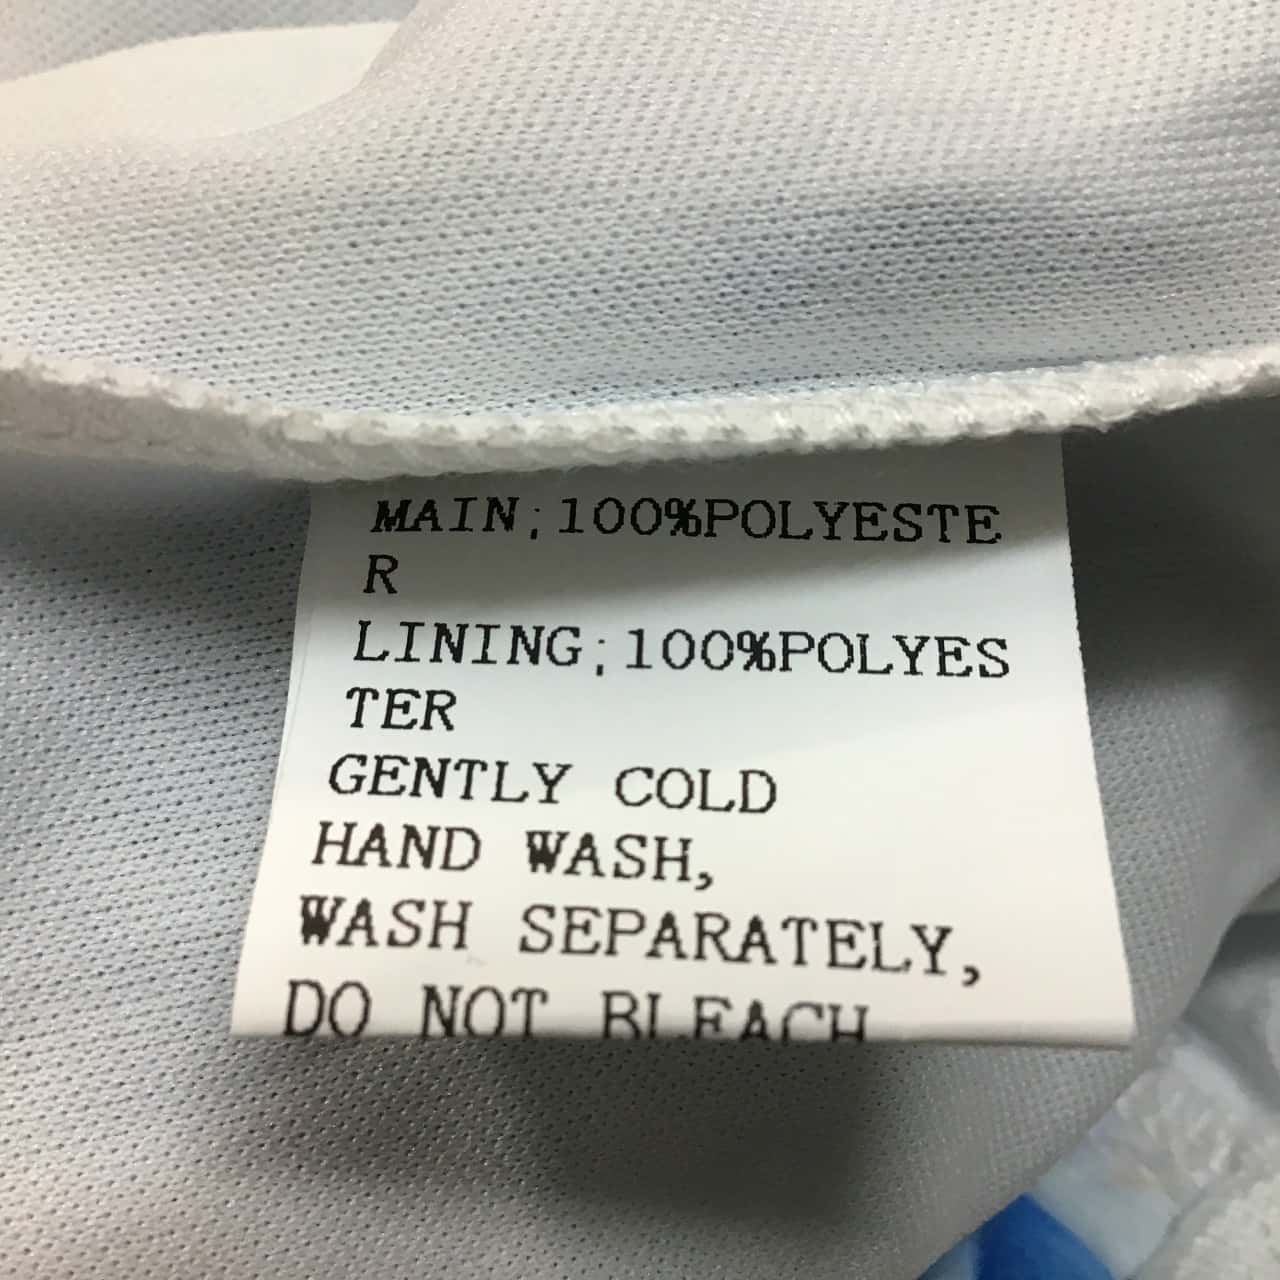 MAIN;100%POLYESTE
R
LINING;100%POLYES
TER
GENTLY COLD
HAND WASH,
WASH SEPARATELY,
DO NOT BLEACH